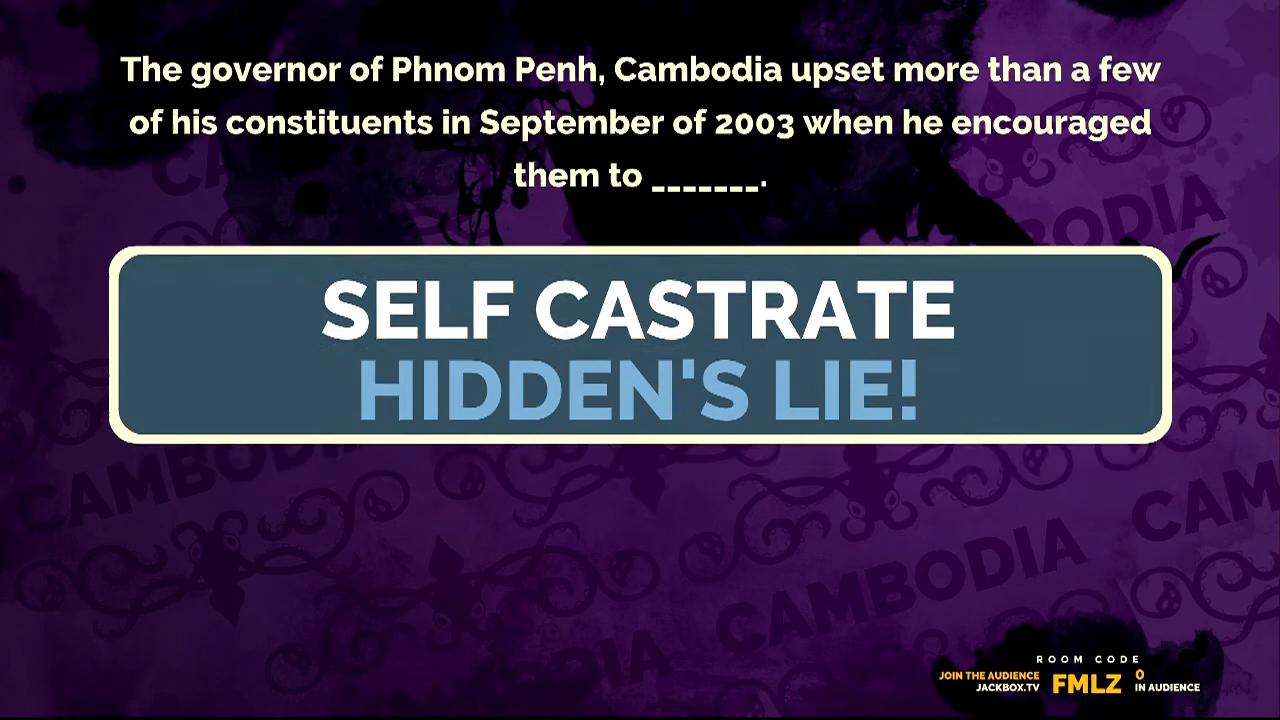 The governor of Phnom Penh, Cambodia upset more than a few
of his constituents in September of 2003 when he encouraged
them to _______.
SELF CASTRATE
HIDDEN'S LIE!
CAMBODIA
CAMBODIA
ROOM CODE
JOIN THE AUDIENCE
JACKBOX.TV
FMLZ
0
IN AUDIENCE